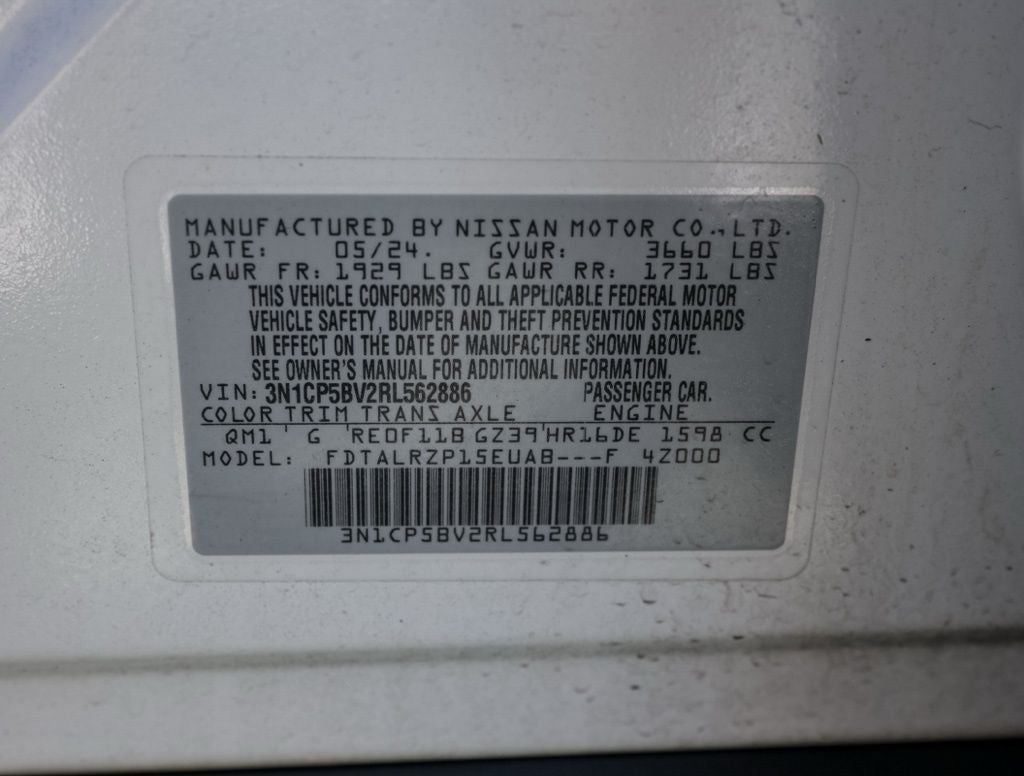 MANUFACTURED BY NISSAN MOTOR CO.,LTD.
DATE: 05/24. GVWR: 3660 LBS
GAWR FR: 1929 LBS GAWR RR: 1731 LBS
THIS VEHICLE CONFORMS TO ALL APPLICABLE FEDERAL MOTOR
VEHICLE SAFETY, BUMPER AND THEFT PREVENTION STANDARDS
IN EFFECT ON THE DATE OF MANUFACTURE SHOWN ABOVE.
SEE OWNER'S MANUAL FOR ADDITIONAL INFORMATION.
VIN: 3N1CP5BV2RL562886 PASSENGER CAR.
COLOR TRIM TRANS AXLE ENGINE
QM1 ' G 'RE0F11B GZ39'HR16DE 1598 CC
MODEL: FDTALRZP15EUAB---F 4Z000
3N1CP5BV2RL562886